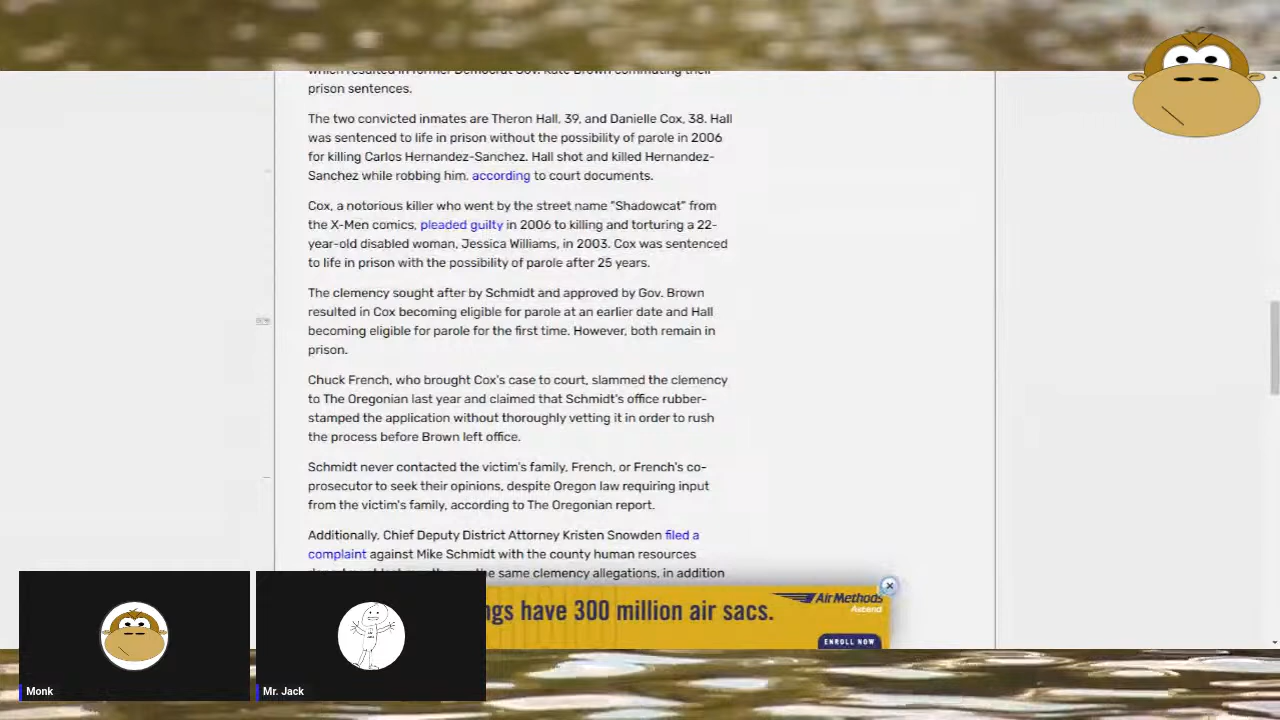 which resulted in former Democrat Gov. Kate Brown commuting their
prison sentences.
The two convicted inmates are Theron Hall, 39, and Danielle Cox, 38. Hall
was sentenced to life in prison without the possibility of parole in 2006
for killing Carlos Hernandez-Sanchez. Hall shot and killed Hernandez-
Sanchez while robbing him, according to court documents.
Cox, a notorious killer who went by the street name "Shadowcat" from
the X-Men comics, pleaded guilty in 2006 to killing and torturing a 22-
year-old disabled woman, Jessica Williams, in 2003. Cox was sentenced
to life in prison with the possibility of parole after 25 years.
The clemency sought after by Schmidt and approved by Gov. Brown
resulted in Cox becoming eligible for parole at an earlier date and Hall
becoming eligible for parole for the first time. However, both remain in
prison.
Chuck French, who brought Cox's case to court, slammed the clemency
to The Oregonian last year and claimed that Schmidt's office rubber-
stamped the application without thoroughly vetting it in order to rush
the process before Brown left office.
Schmidt never contacted the victim's family, French, or French's co-
prosecutor to seek their opinions, despite Oregon law requiring input
from the victim's family, according to The Oregonian report.
Additionally, Chief Deputy District Attorney Kristen Snowden filed a
complaint against Mike Schmidt with the county human resources
the same clemency allegations, in addition
ngs have 300 million air sacs.
Air Methods
Ascend
ENROLL NOW
Monk
Mr. Jack